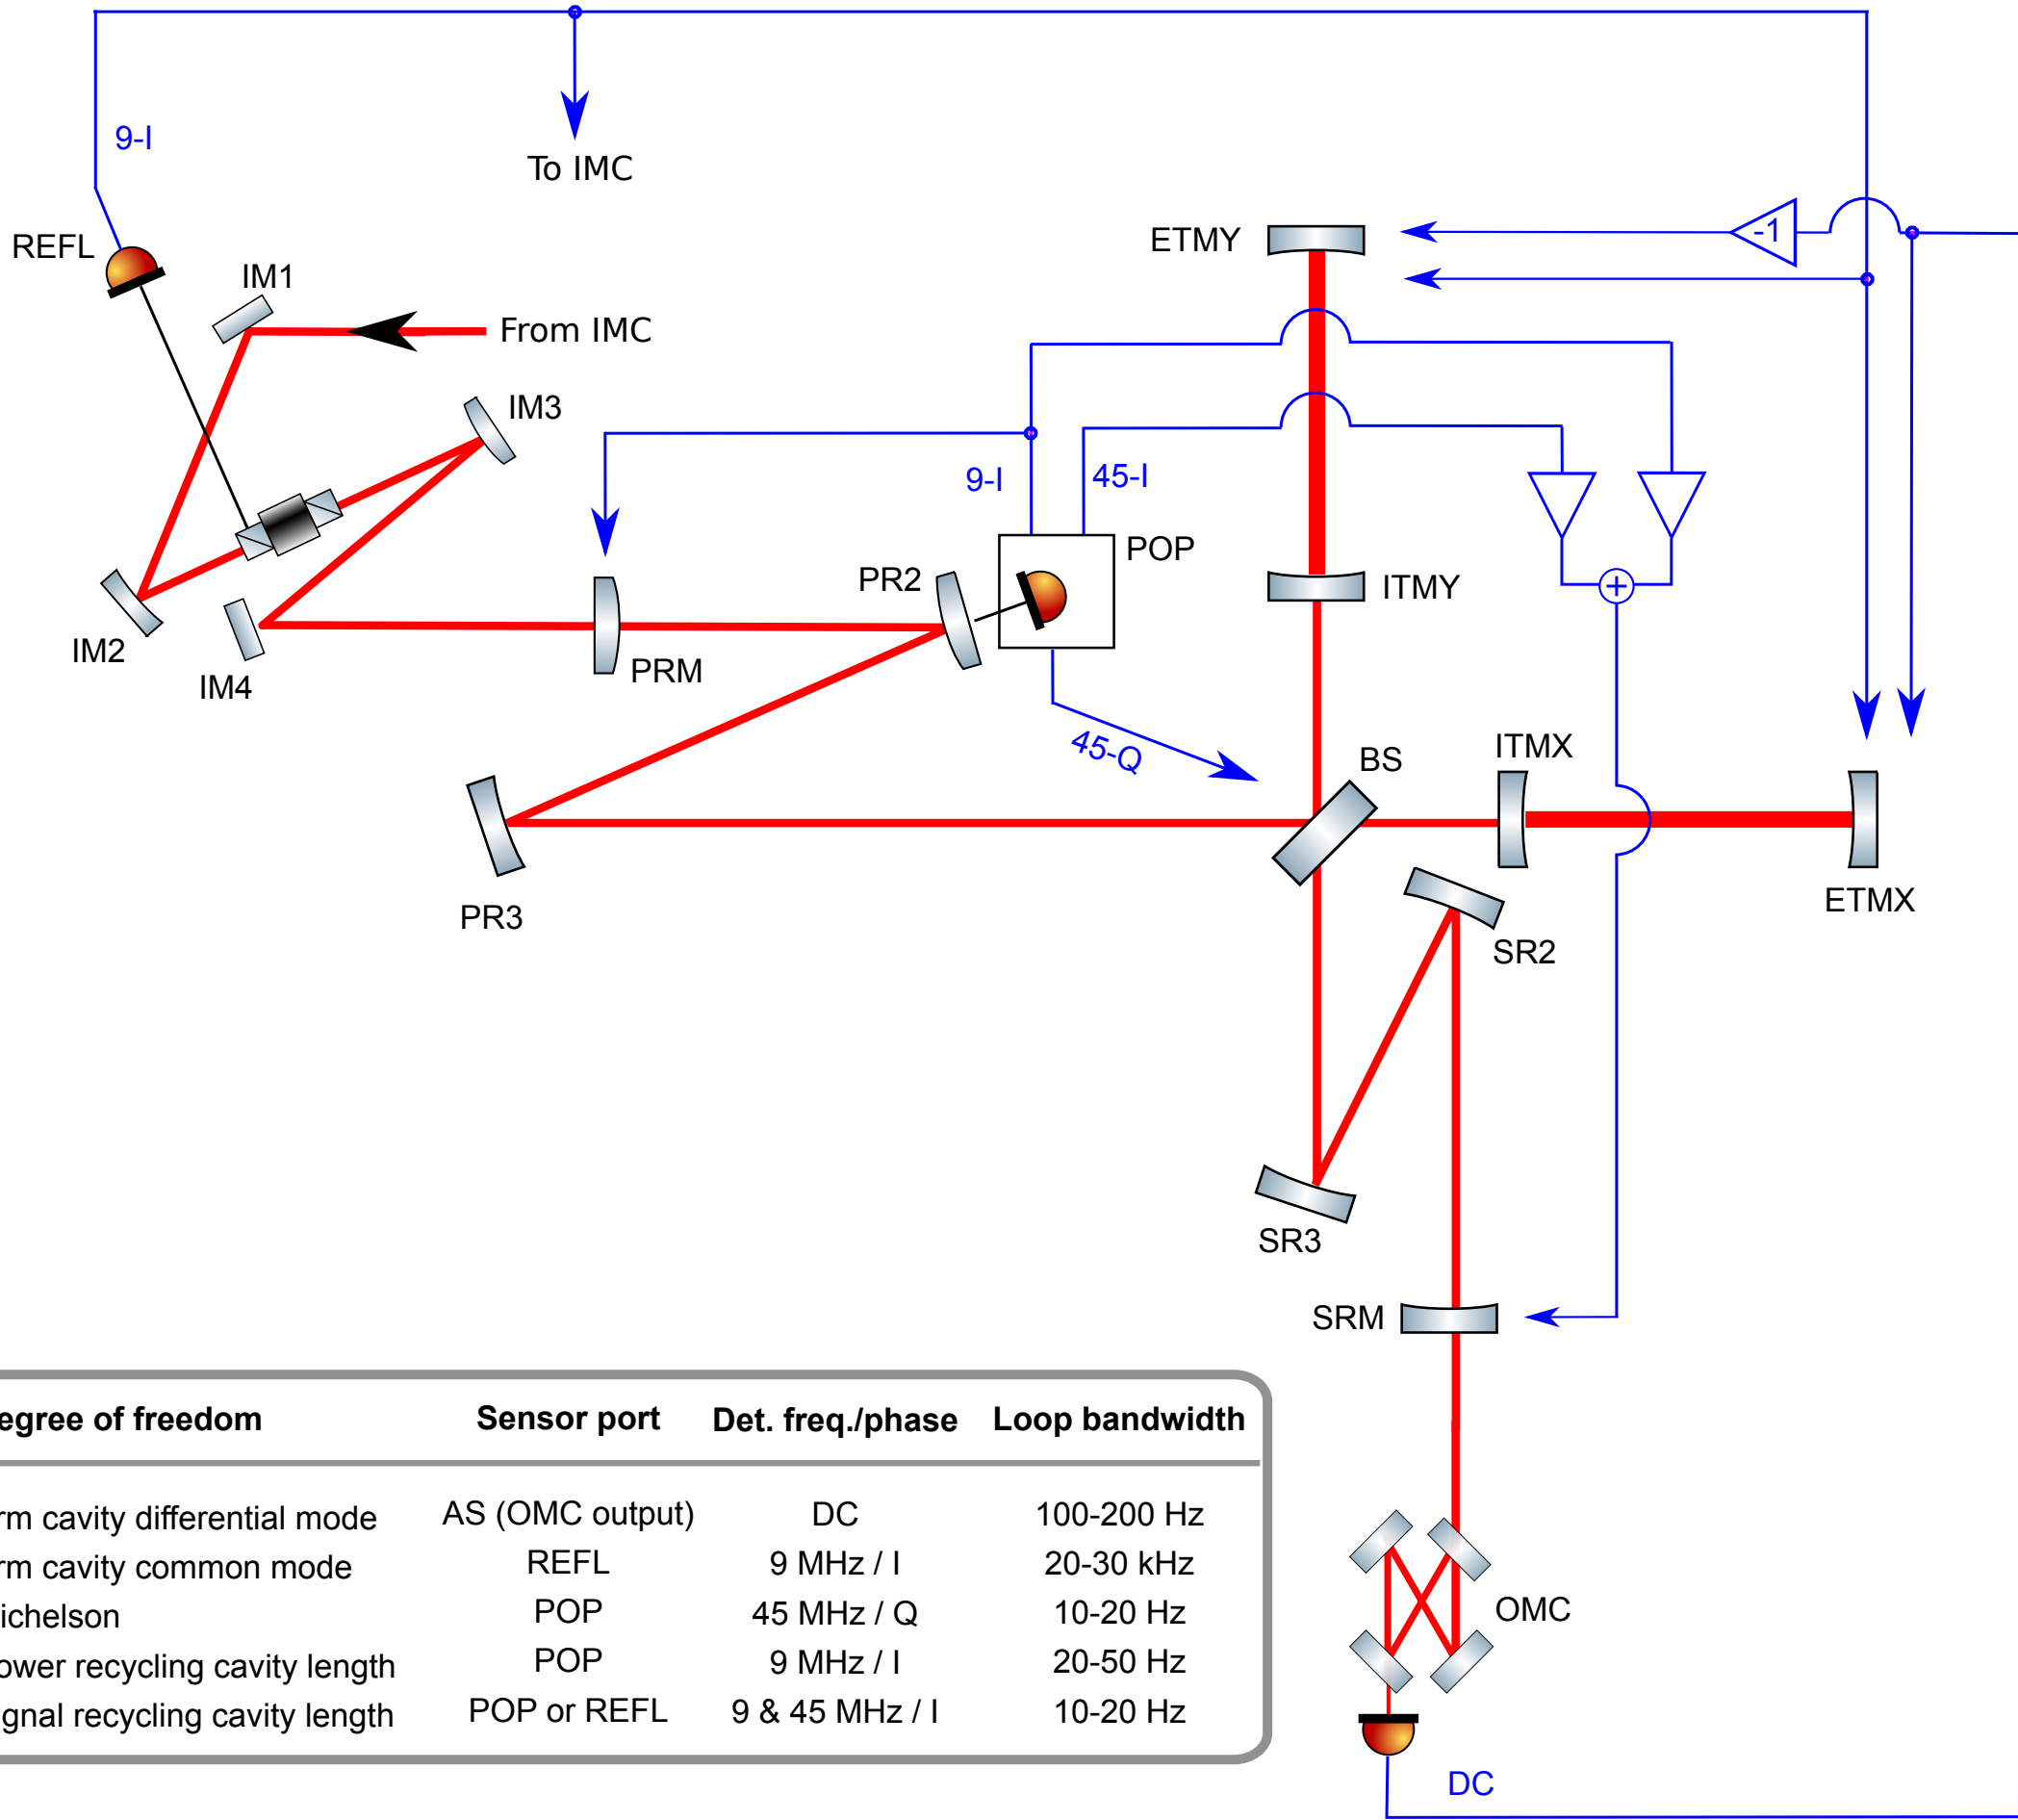 9-I
To IMC
REFL
IM1
From IMC
ETMY
-1
IM3
9-I
45-I
POP
PR2
ITMY
+
IM2
IM4
PRM
45-Q
BS
ITMX
PR3
ETMX
SR2
SR3
SRM
egree of freedom Sensor port Det. freq./phase Loop bandwidth
rm cavity differential mode AS (OMC output) DC 100-200 Hz
rm cavity common mode REFL 9 MHz / I 20-30 kHz
ichelson POP 45 MHz / Q 10-20 Hz
ower recycling cavity length POP 9 MHz / I 20-50 Hz
ignal recycling cavity length POP or REFL 9 & 45 MHz / I 10-20 Hz
OMC
DC